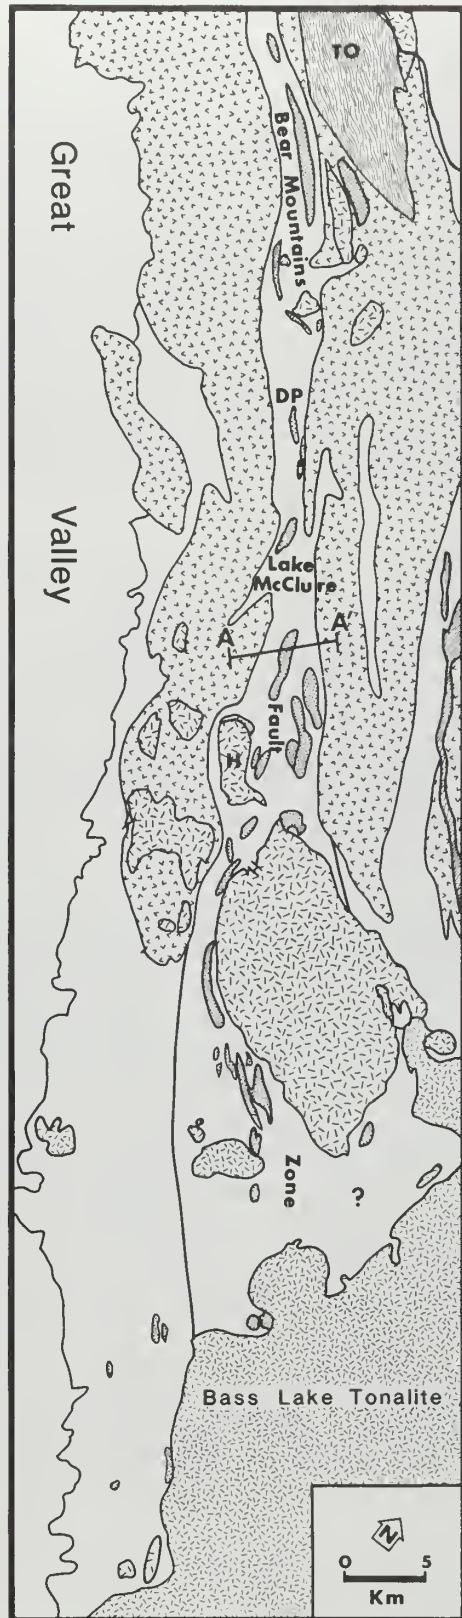 TO
Bear Mountains
Great
DP
Valley
Lake
McClure
A
A'
Fault
H
Zone
?
Bass Lake Tonalite
N
0 5
Km